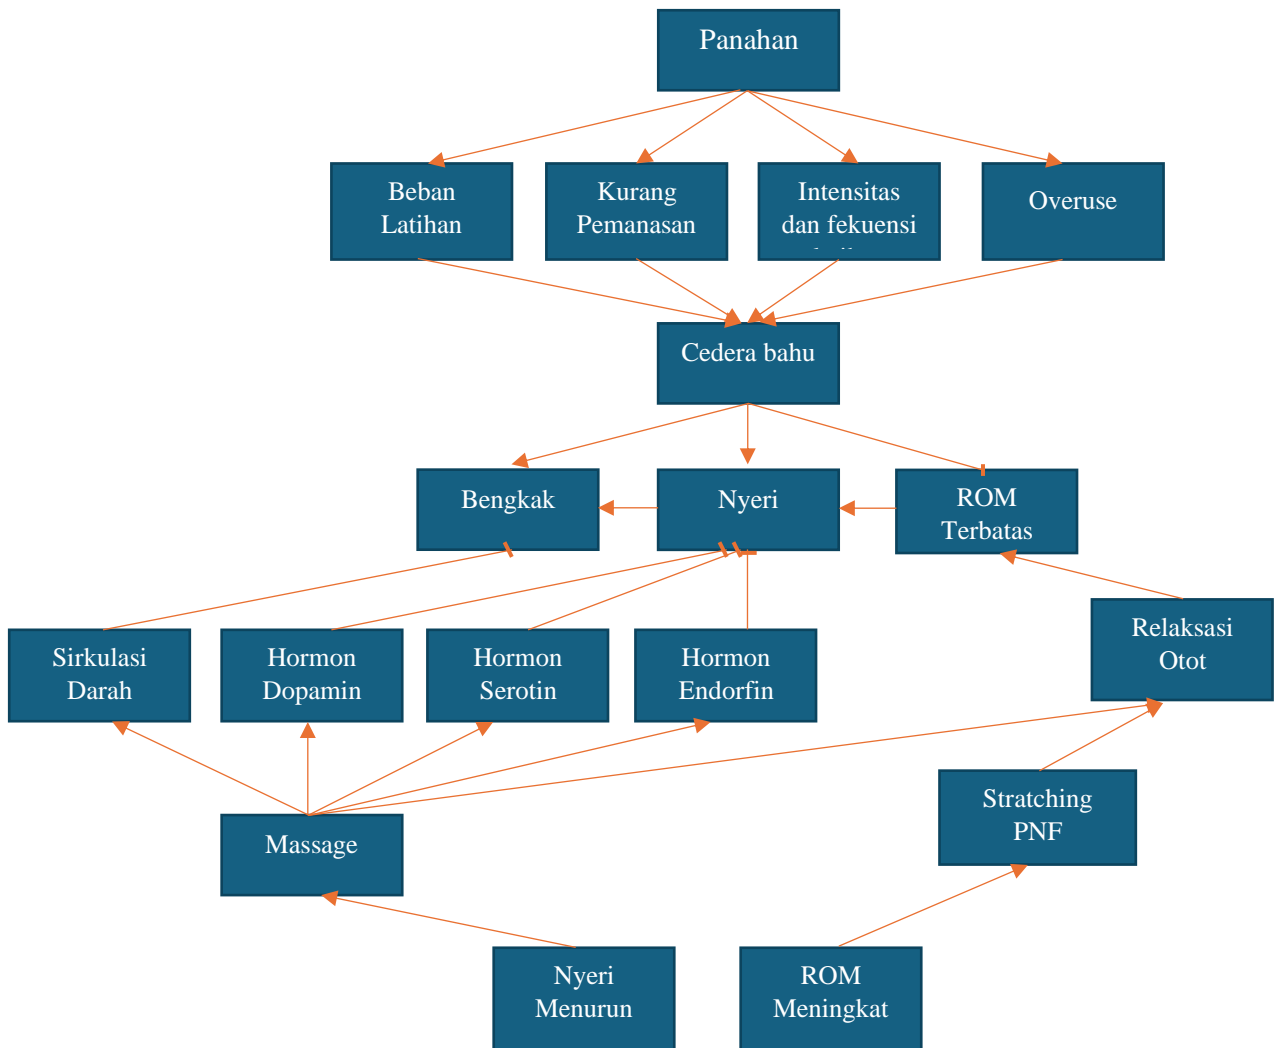 Panahan
Beban
Latihan
Kurang
Pemanasan
Intensitas
dan fekuensi
Overuse
Cedera bahu
Bengkak
Nyeri
ROM
Terbatas
Sirkulasi
Darah
Hormon
Dopamin
Hormon
Serotin
Hormon
Endorfin
Relaksasi
Otot
Massage
Stratching
PNF
Nyeri
Menurun
ROM
Meningkat